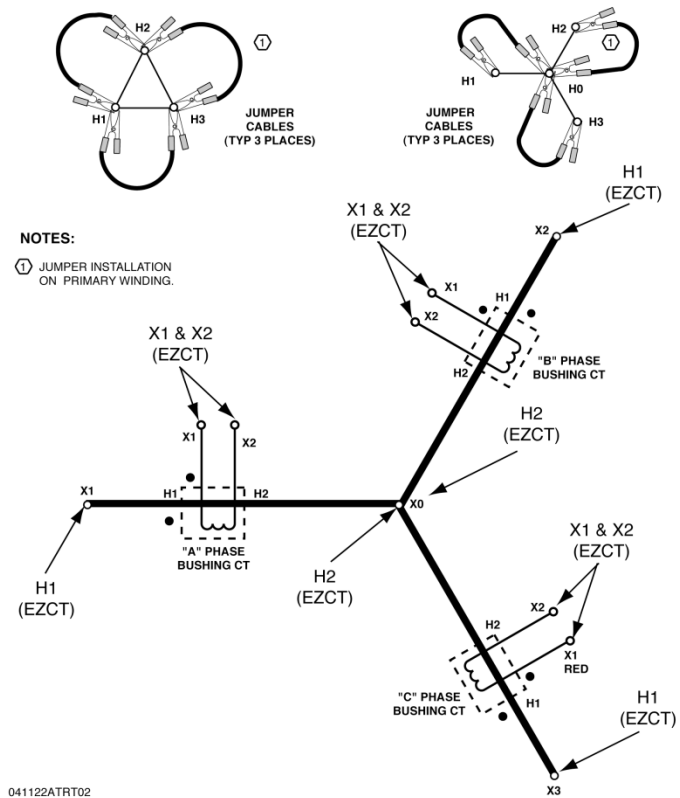 H2
1
H1
H3
JUMPER
CABLES
(TYP 3 PLACES)
H2
1
H1
H0
H3
JUMPER
CABLES
(TYP 3 PLACES)
NOTES:
1 JUMPER INSTALLATION
ON PRIMARY WINDING.
H1
(EZCT)
X1 & X2
(EZCT)
X2
X1
X2
H1
H2
"B" PHASE
BUSHING CT
X1 & X2
(EZCT)
X1
X2
H2
(EZCT)
X1
H1
H2
X0
"A" PHASE
BUSHING CT
H1
(EZCT)
H2
(EZCT)
X1 & X2
(EZCT)
X2
H2
X1
RED
"C" PHASE
BUSHING CT
H1
H1
(EZCT)
X3
041122ATRT02